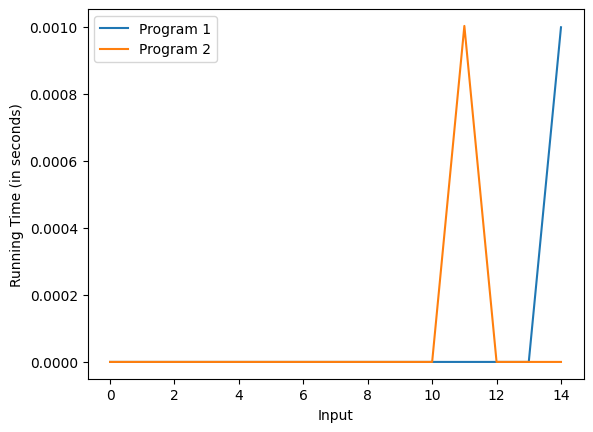 Program 1
Program 2
0.0010
0.0008
0.0006
0.0004
0.0002
0.0000
Running Time (in seconds)
0 2 4 6 8 10 12 14
Input